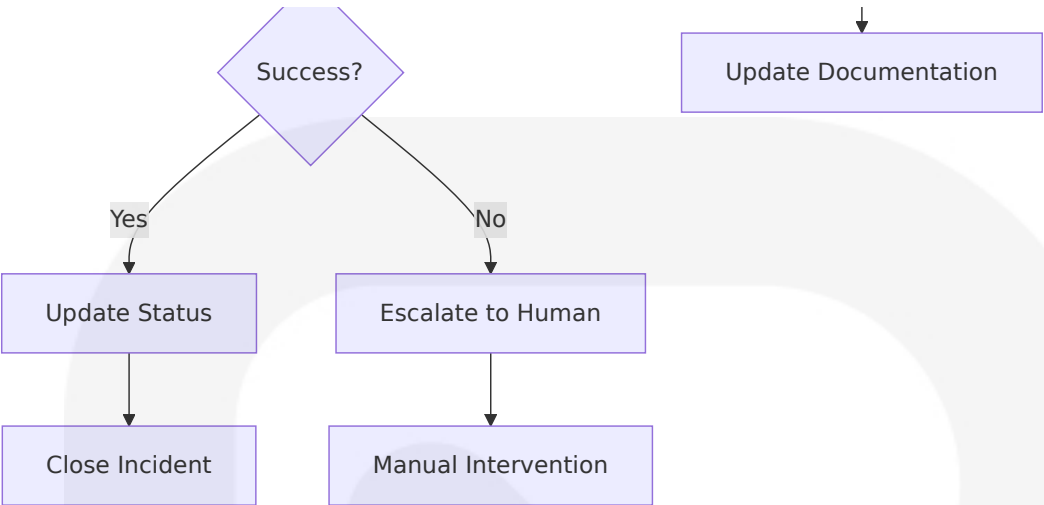 Success?
Update Documentation
Yes
No
Update Status
Escalate to Human
Close Incident
Manual Intervention